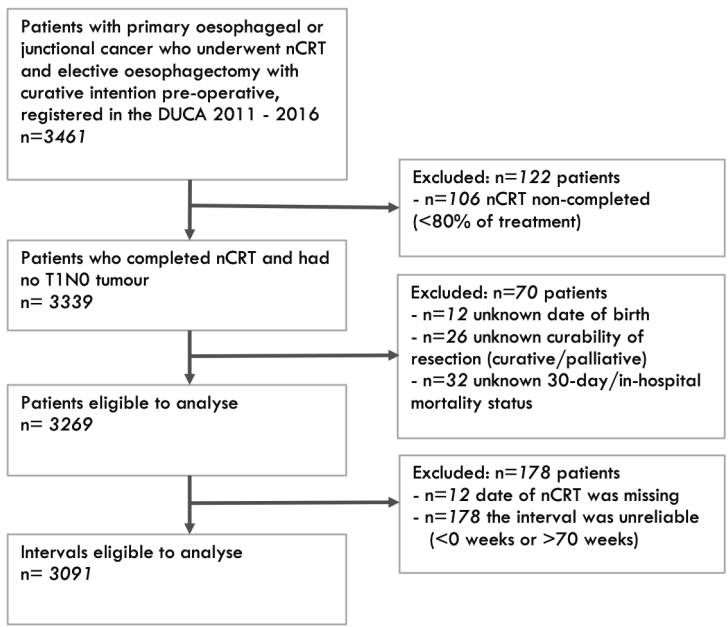 Patients with primary oesophageal or
junctional cancer who underwent nCRT
and elective oesophagectomy with
curative intention pre-operative,
registered in the DUCA 2011 - 2016
n=3461
Excluded: n=122 patients
- n=106 nCRT non-completed
(<80% of treatment)
Patients who completed nCRT and had
no T1N0 tumour
n= 3339
Excluded: n=70 patients
- n=12 unknown date of birth
- n=26 unknown curability of
resection (curative/palliative)
- n=32 unknown 30-day/in-hospital
mortality status
Patients eligible to analyse
n= 3269
Excluded: n=178 patients
- n=12 date of nCRT was missing
- n=178 the interval was unreliable
(<0 weeks or >70 weeks)
Intervals eligible to analyse
n= 3091